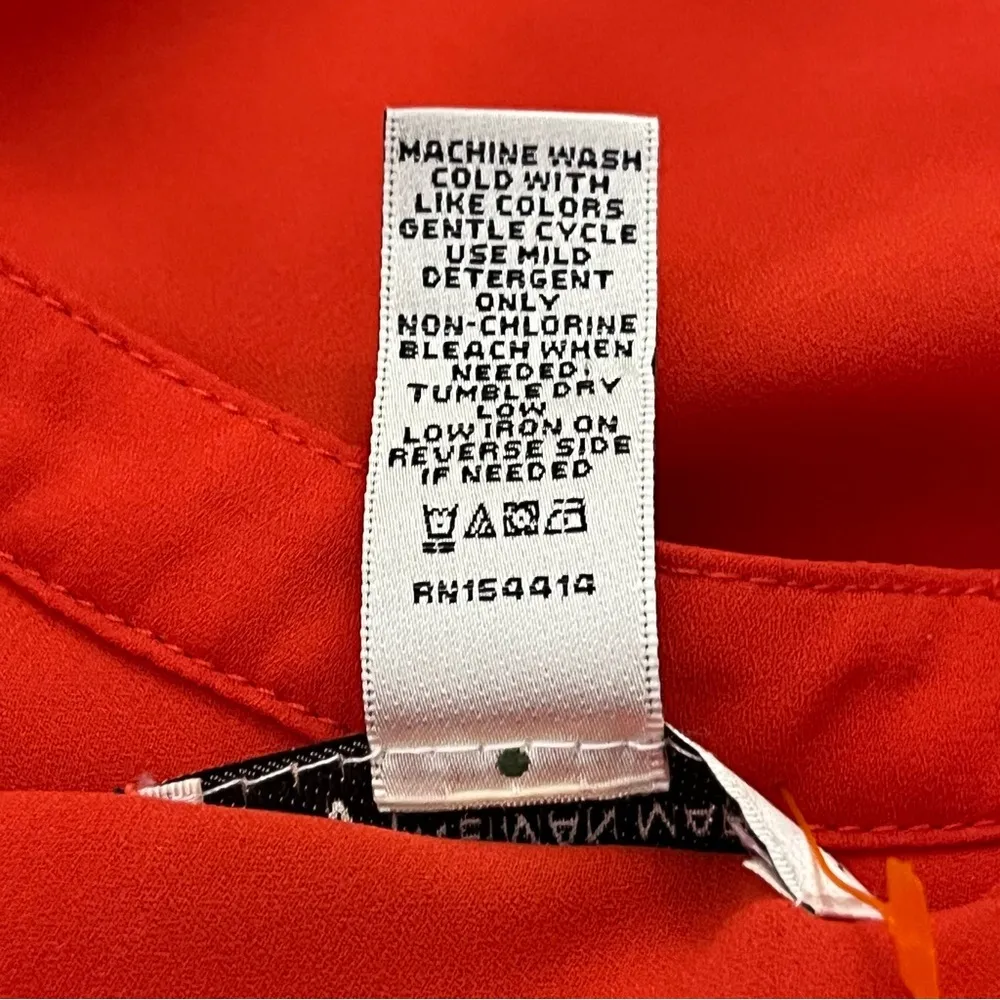 MACHINE WASH
COLD WITH
LIKE COLORS
GENTLE CYCLE
USE MILD
DETERGENT
ONLY
NON-CHLORINE
BLEACH WHEN
NEEDED.
TUMBLE DRY
LOW
LOW IRON ON
REVERSE SIDE
IF NEEDED
RN154414